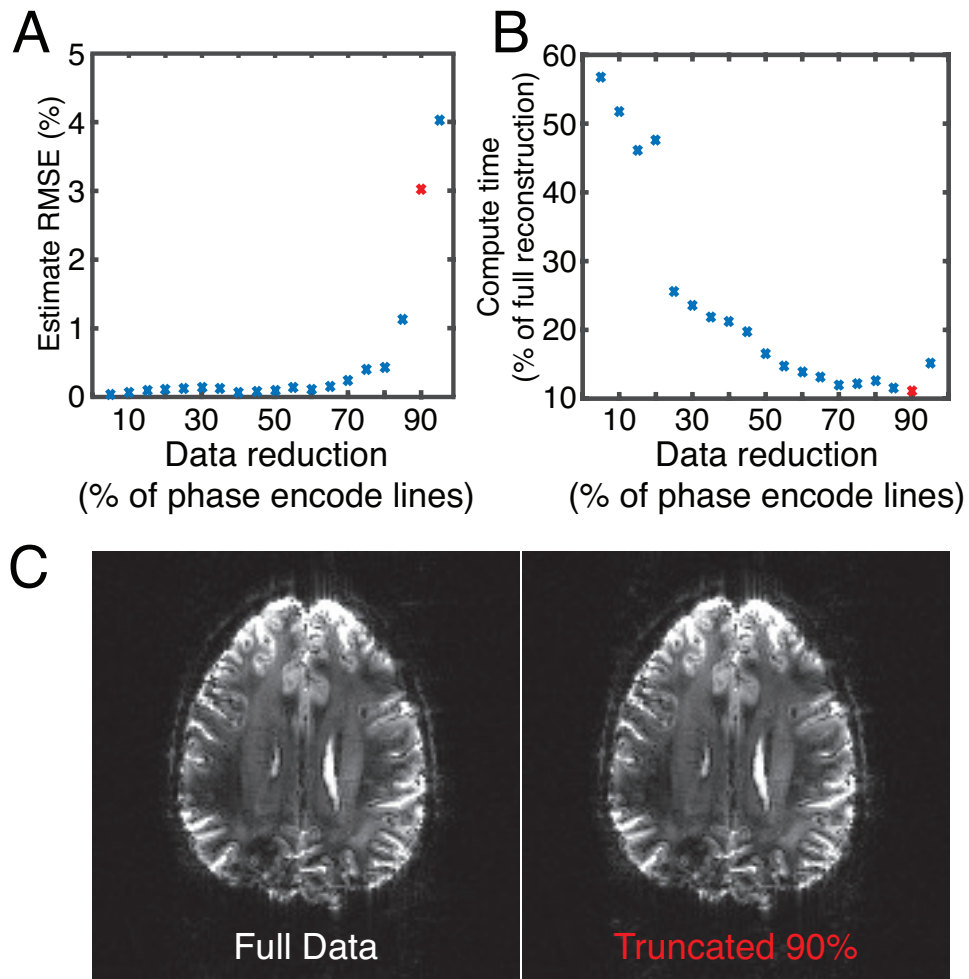 A
Estimate RMSE (%)
5
4
3
2
1
0
10 30 50 70 90
Data reduction
(% of phase encode lines)
B
Compute time
(% of full reconstruction)
60
50
40
30
20
10
10 30 50 70 90
Data reduction
(% of phase encode lines)
C
Full Data
Truncated 90%